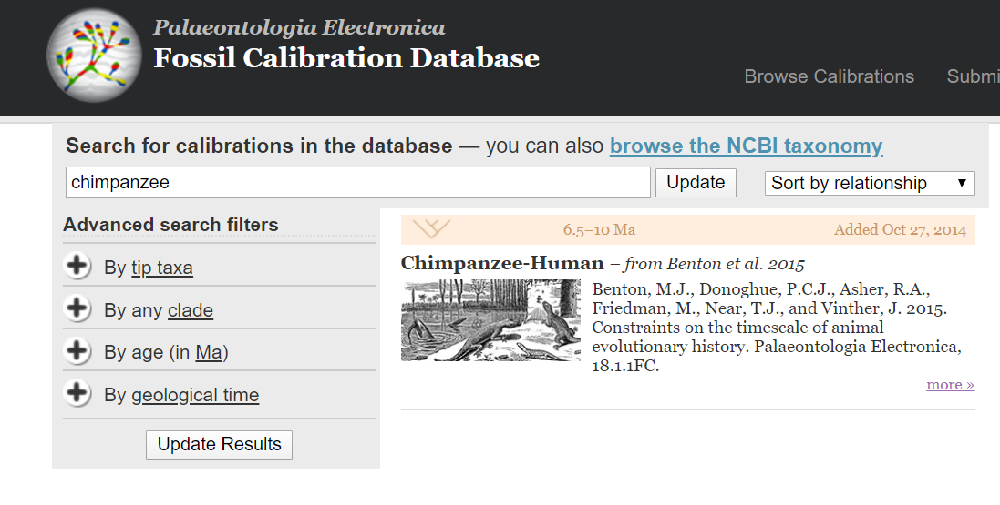 Palaeontologia Electronica
Fossil Calibration Database
Browse Calibrations Submi
Search for calibrations in the database — you can also browse the NCBI taxonomy
chimpanzee
Update
Sort by relationship
Advanced search filters
By tip taxa
By any clade
By age (in Ma)
By geological time
Update Results
6.5–10 Ma
Added Oct 27, 2014
Chimpanzee-Human – from Benton et al. 2015
Benton, M.J., Donoghue, P.C.J., Asher, R.A.,
Friedman, M., Near, T.J., and Vinther, J. 2015.
Constraints on the timescale of animal
evolutionary history. Palaeontologia Electronica,
18.1.1FC.
more »